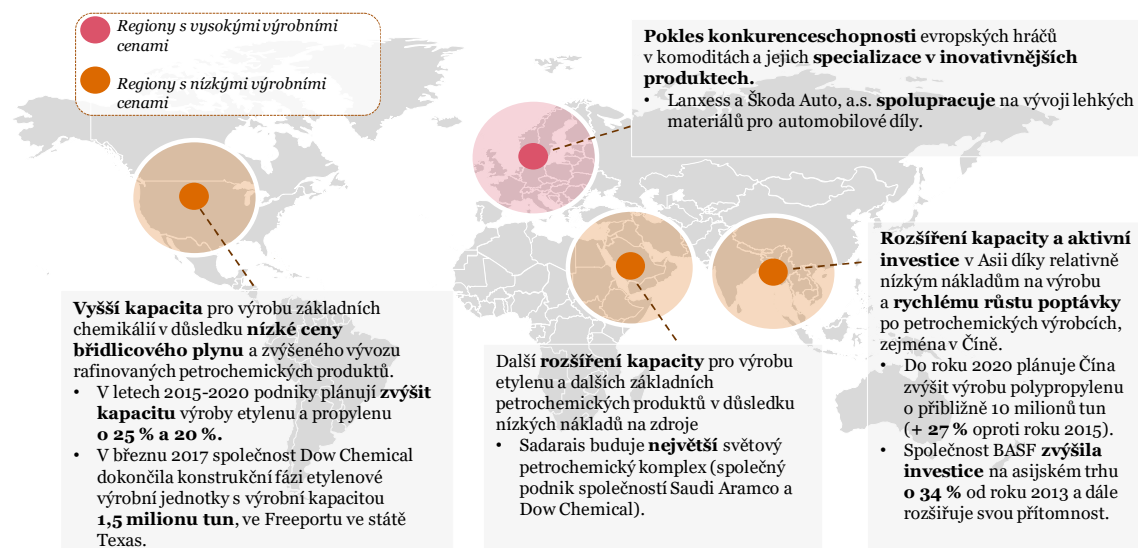 Regiony s vysokými výrobními
cenami
Regiony s nízkými výrobními
cenami
Pokles konkurenceschopnosti evropských hráčů
v komoditách a jejich specializace v inovativnějších
produktech.
• Lanxess a Škoda Auto, a.s. spolupracuje na vývoji lehkých
materiálů pro automobilové díly.
Vyšší kapacita pro výrobu základních
chemikálií v důsledku nízké ceny
břidlicového plynu a zvýšeného vývozu
rafinovaných petrochemických produktů.
• V letech 2015-2020 podniky plánují zvýšit
kapacitu výroby etylenu a propylenu
o 25 % a 20 %.
• V březnu 2017 společnost Dow Chemical
dokončila konstrukční fázi etylenové
výrobní jednotky s výrobní kapacitou
1,5 milionu tun, ve Freeportu ve státě
Texas.
Další rozšíření kapacity pro výrobu
etylenu a dalších základních
petrochemických produktů v důsledku
nízkých nákladů na zdroje
• Sadarais buduje největší světový
petrochemický komplex (společný
podnik společností Saudi Aramco a
Dow Chemical).
Rozšíření kapacity a aktivní
investice v Asii díky relativně
nízkým nákladům na výrobu
a rychlému růstu poptávky
po petrochemických výrobcích,
zejména v Číně.
• Do roku 2020 plánuje Čína
zvýšit výrobu polypropylenu
o přibližně 10 milionů tun
(+ 27 % oproti roku 2015).
• Společnost BASF zvýšila
investice na asijském trhu
o 34 % od roku 2013 a dále
rozšiřuje svou přítomnost.